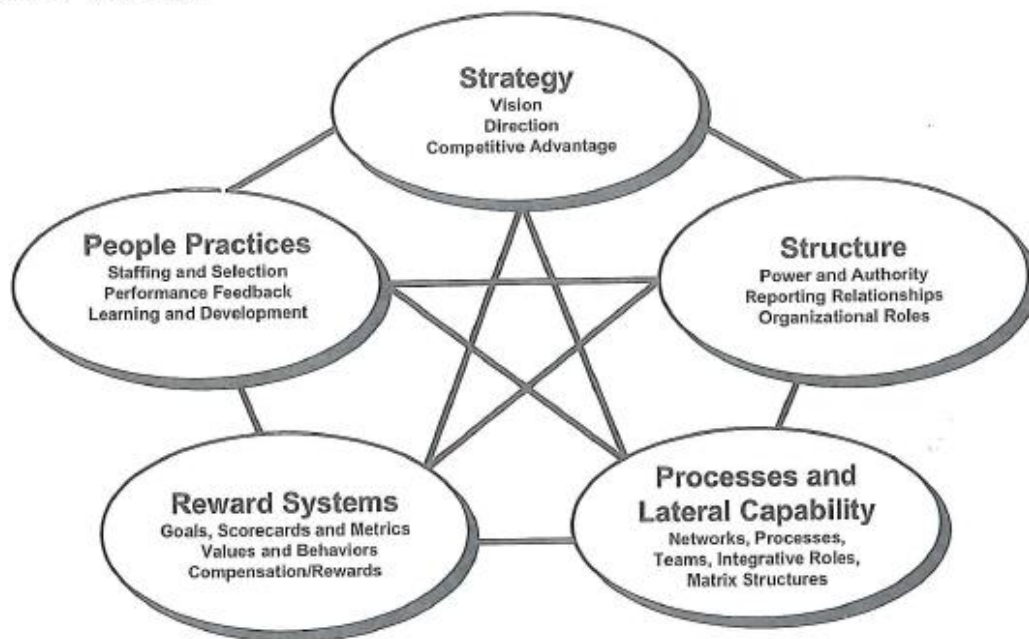 Strategy
Vision
Direction
Competitive Advantage
People Practices
Staffing and Selection
Performance Feedback
Learning and Development
Structure
Power and Authority
Reporting Relationships
Organizational Roles
Reward Systems
Goals, Scorecards and Metrics
Values and Behaviors
Compensation/Rewards
Processes and
Lateral Capability
Networks, Processes,
Teams, Integrative Roles,
Matrix Structures